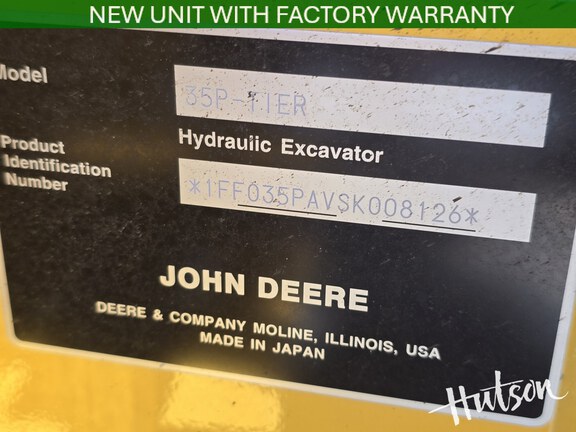 NEW UNIT WITH FACTORY WARRANTY
Model
35P-TIER
Hydraulic Excavator
Product
Identification
Number
*1FF035PAVSK008126*
JOHN DEERE
DEERE & COMPANY MOLINE, ILLINOIS, USA
MADE IN JAPAN
Hutson